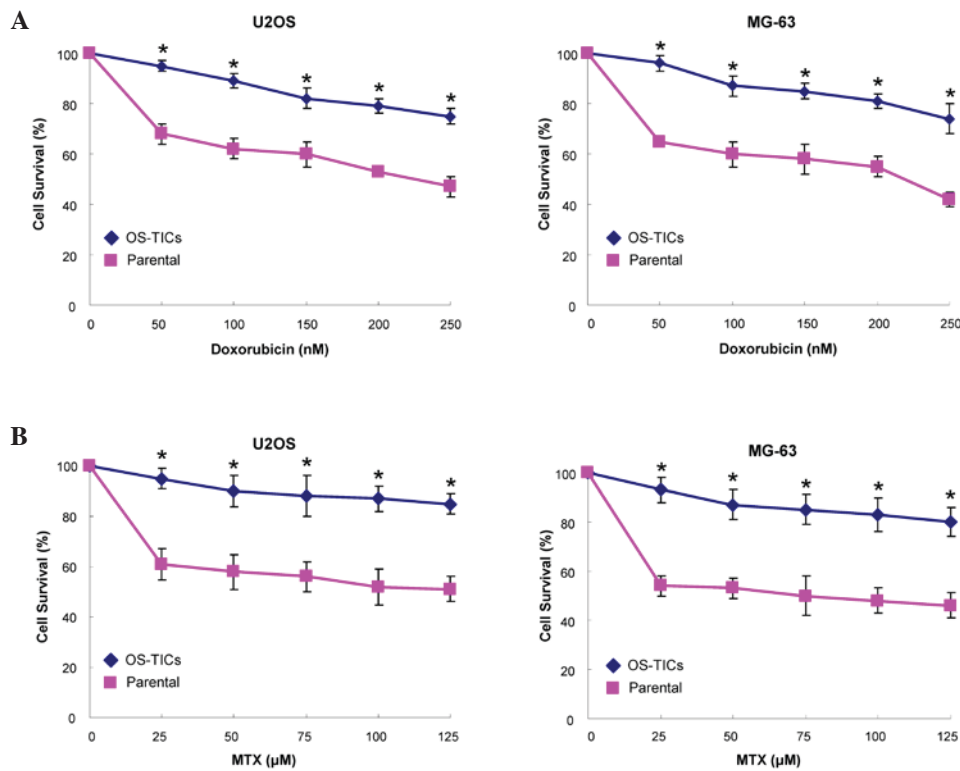 A
U2OS
MG-63
* * * * *
* * * * *
Cell Survival (%)
100
80
60
40
20
0
OS-TICs
Parental
0 50 100 150 200 250
Doxorubicin (nM)
Cell Survival (%)
100
80
60
40
20
0
OS-TICs
Parental
0 50 100 150 200 250
Doxorubicin (nM)
B
U2OS
MG-63
* * * * *
* * * * *
Cell Survival (%)
100
80
60
40
20
0
OS-TICs
Parental
0 25 50 75 100 125
MTX (µM)
Cell Survival (%)
100
80
60
40
20
0
OS-TICs
Parental
0 25 50 75 100 125
MTX (µM)